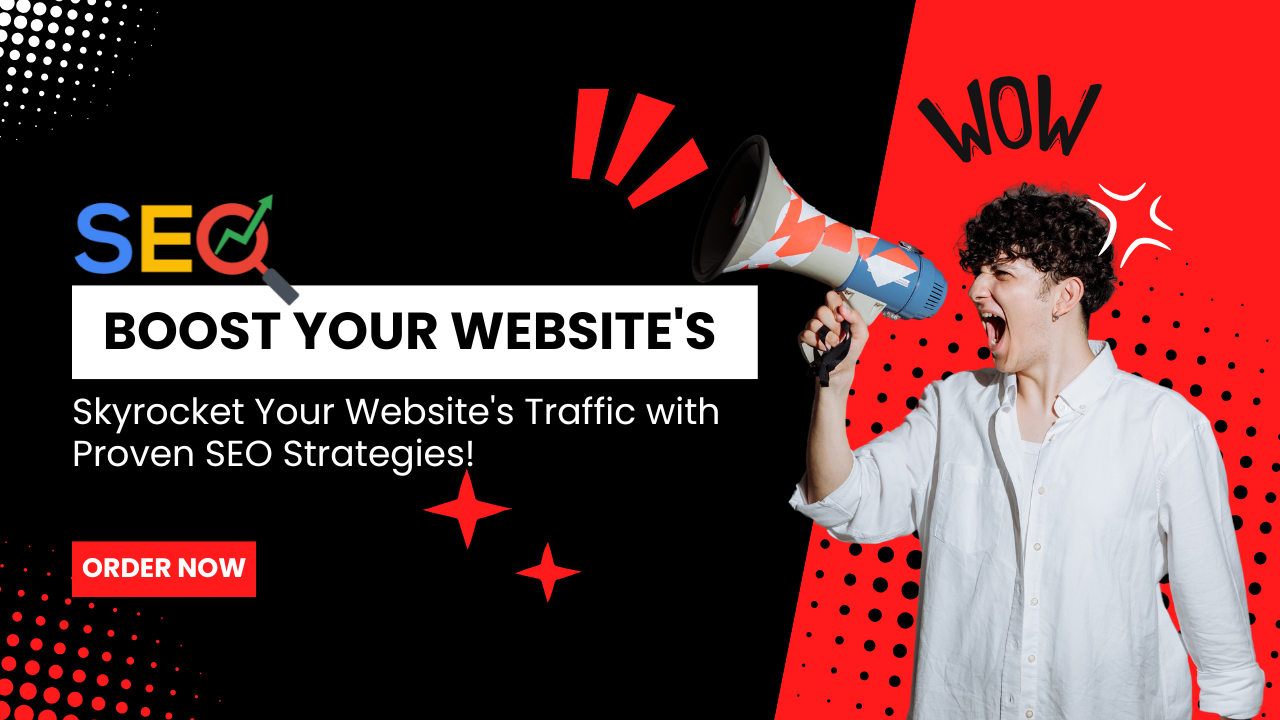 WOW
SEO
BOOST YOUR WEBSITE'S
Skyrocket Your Website's Traffic with
Proven SEO Strategies!
ORDER NOW